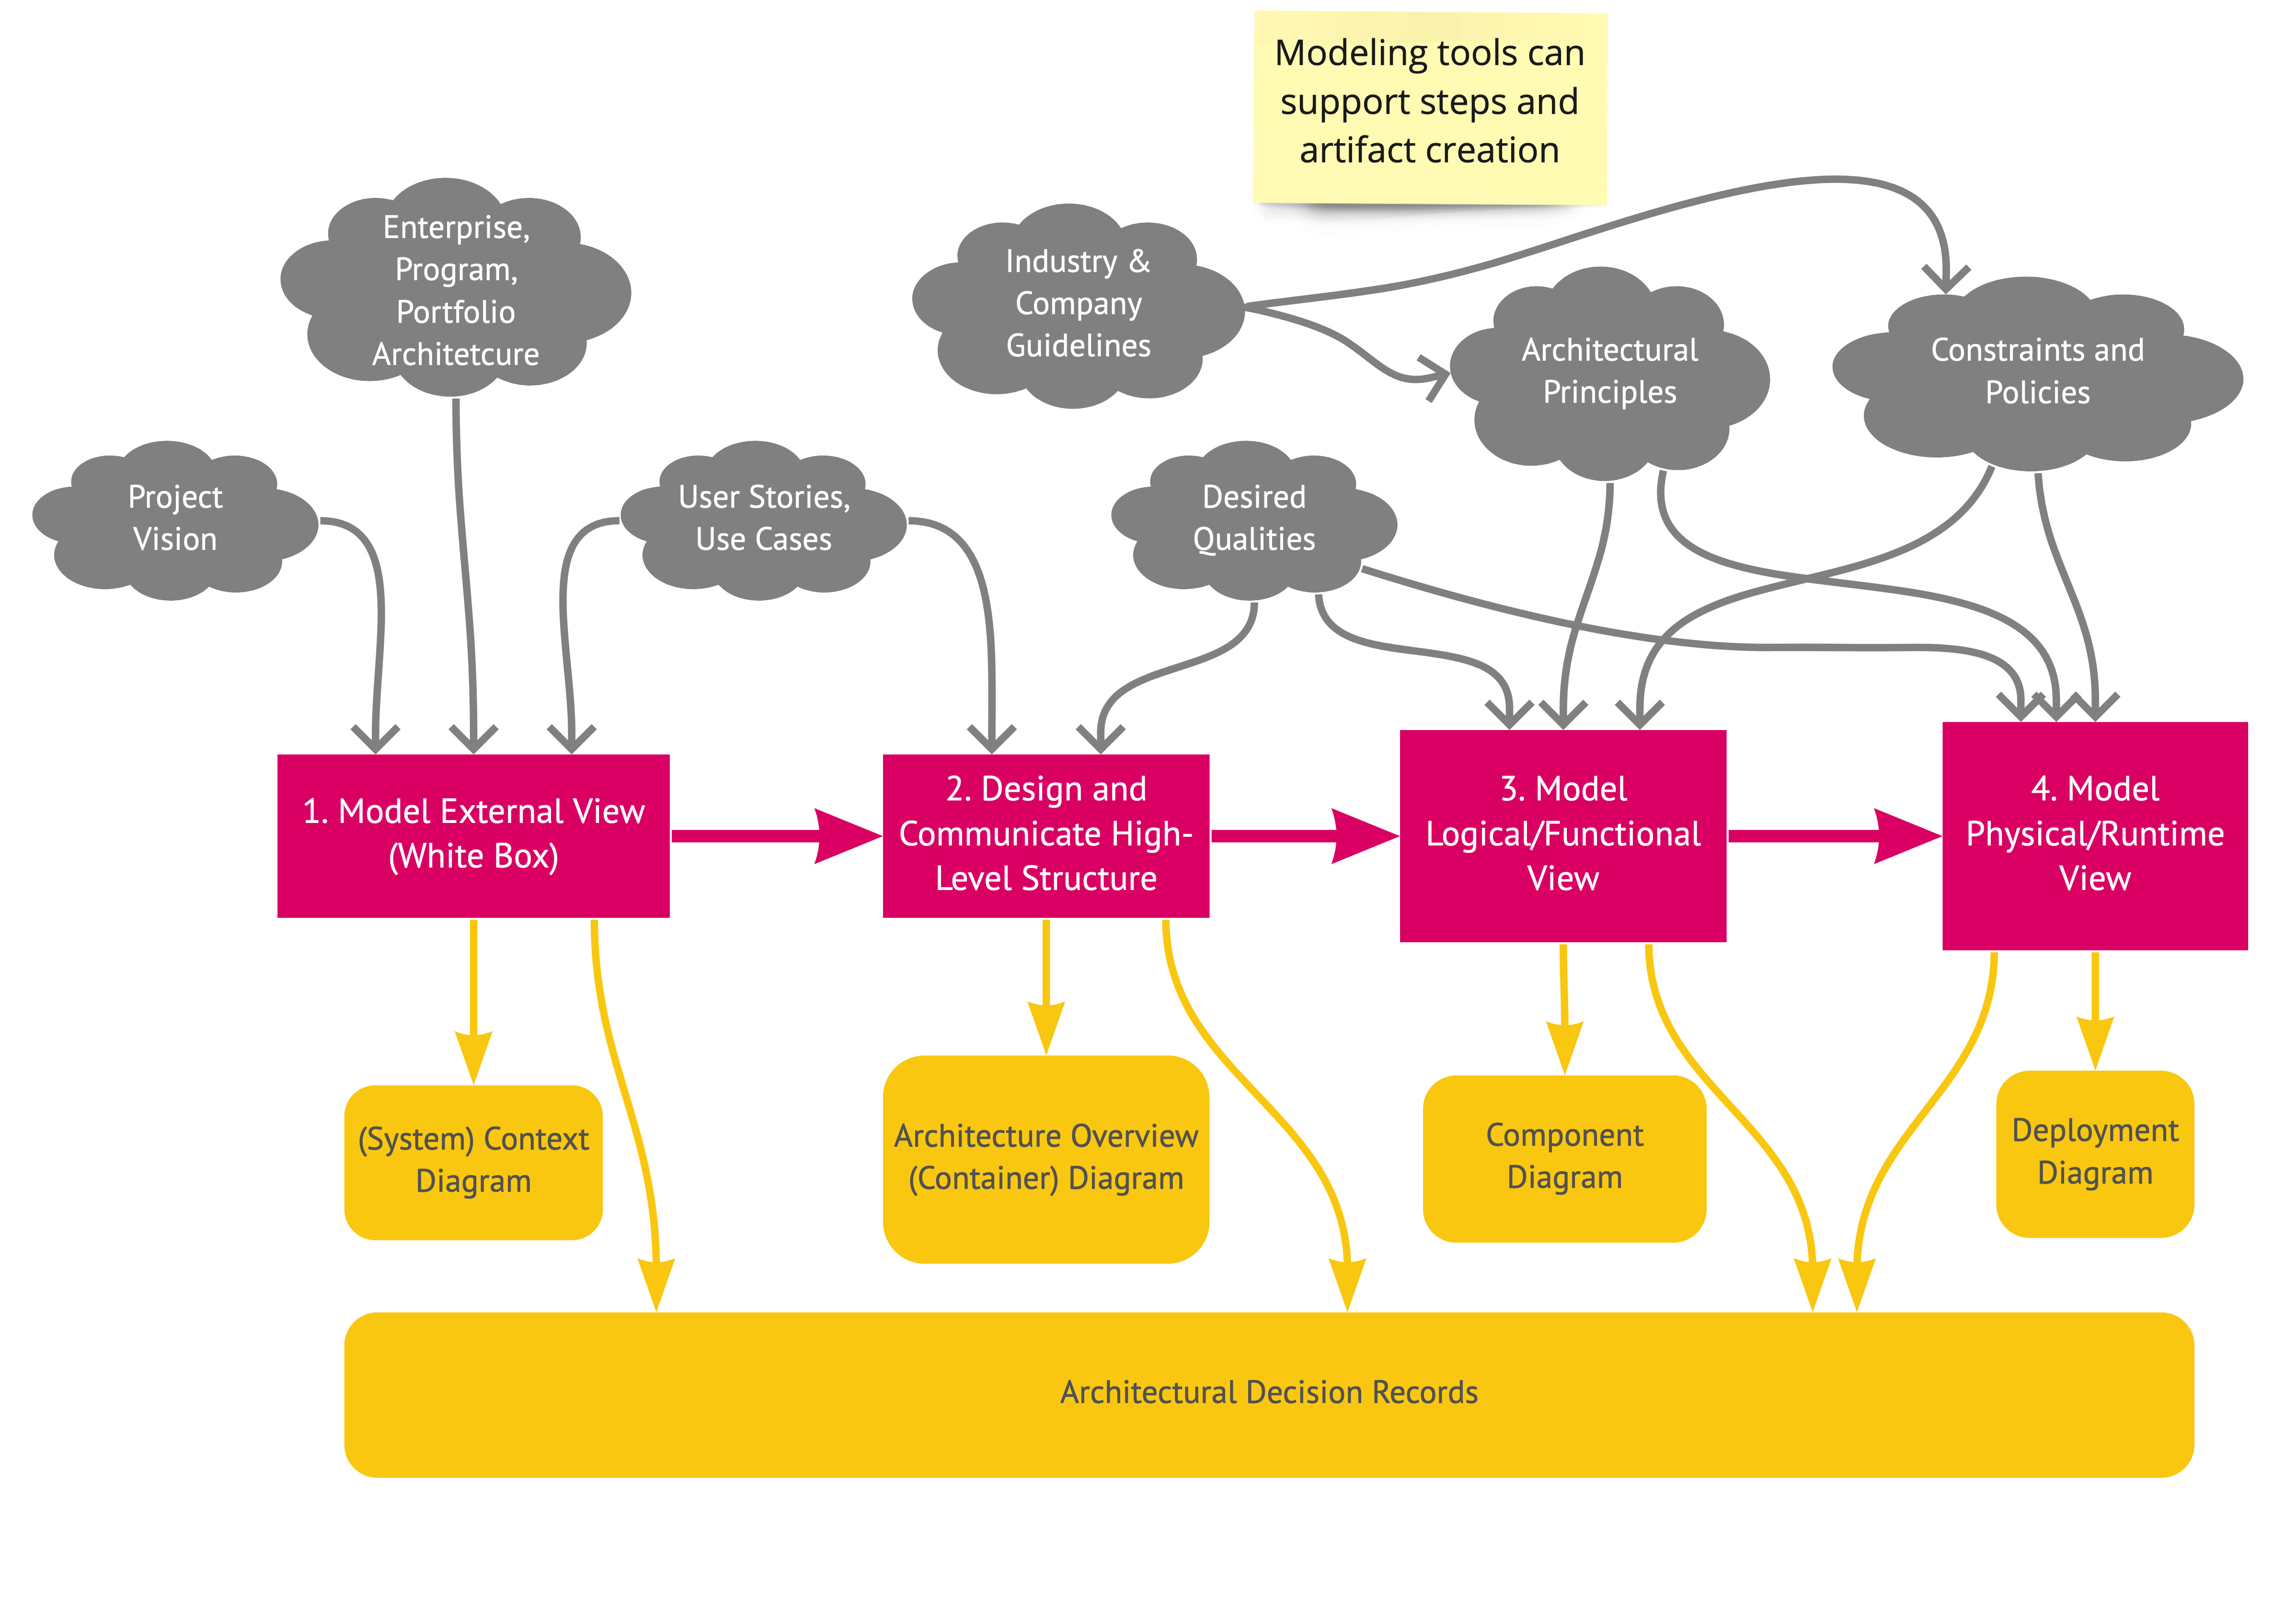 Modeling tools can
support steps and
artifact creation
Enterprise,
Program,
Portfolio
Architetcure
Industry &
Company
Guidelines
Architectural
Principles
Constraints and
Policies
Project
Vision
User Stories,
Use Cases
Desired
Qualities
1. Model External View
(White Box)
2. Design and
Communicate High-
Level Structure
3. Model
Logical/Functional
View
4. Model
Physical/Runtime
View
(System) Context
Diagram
Architecture Overview
(Container) Diagram
Component
Diagram
Deployment
Diagram
Architectural Decision Records